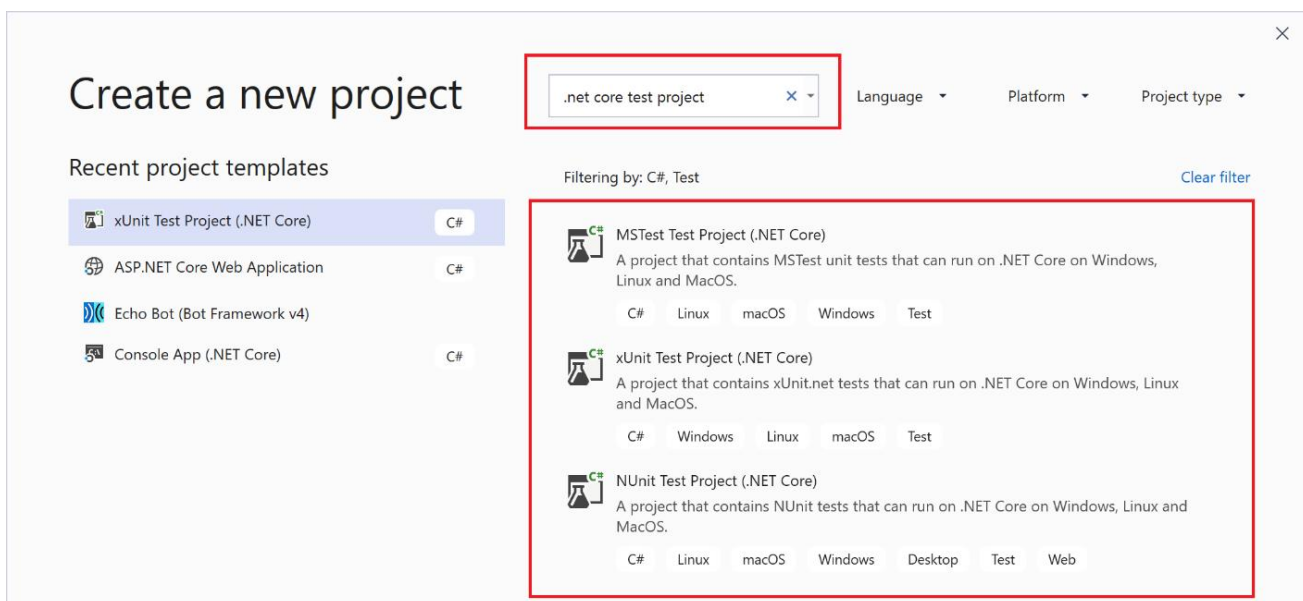 Create a new project
.net core test project
Language
Platform
Project type
Recent project templates
xUnit Test Project (.NET Core)
C#
ASP.NET Core Web Application
C#
Echo Bot (Bot Framework v4)
Console App (.NET Core)
C#
Filtering by: C#, Test
Clear filter
MSTest Test Project (.NET Core)
A project that contains MSTest unit tests that can run on .NET Core on Windows,
Linux and MacOS.
C# Linux macOS Windows Test
xUnit Test Project (.NET Core)
A project that contains xUnit.net tests that can run on .NET Core on Windows, Linux
and MacOS.
C# Windows Linux macOS Test
NUnit Test Project (.NET Core)
A project that contains NUnit tests that can run on .NET Core on Windows, Linux and
MacOS.
C# Linux macOS Windows Desktop Test Web